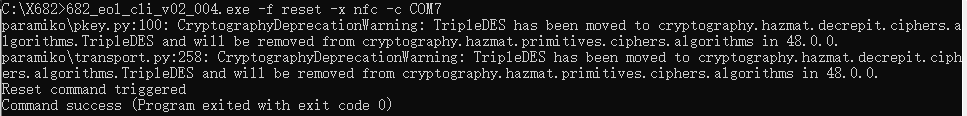 C:\X682>682_eol_cli_v02_004.exe -f reset -x nfc -c COM7
paramiko\pkey.py:100: CryptographyDeprecationWarning: TripleDES has been moved to cryptography.hazmat.decrepit.ciphers.a
lgorithms.TripleDES and will be removed from cryptography.hazmat.primitives.ciphers.algorithms in 48.0.0.
paramiko\transport.py:258: CryptographyDeprecationWarning: TripleDES has been moved to cryptography.hazmat.decrepit.ciph
ers.algorithms.TripleDES and will be removed from cryptography.hazmat.primitives.ciphers.algorithms in 48.0.0.
Reset command triggered
Command success (Program exited with exit code 0)